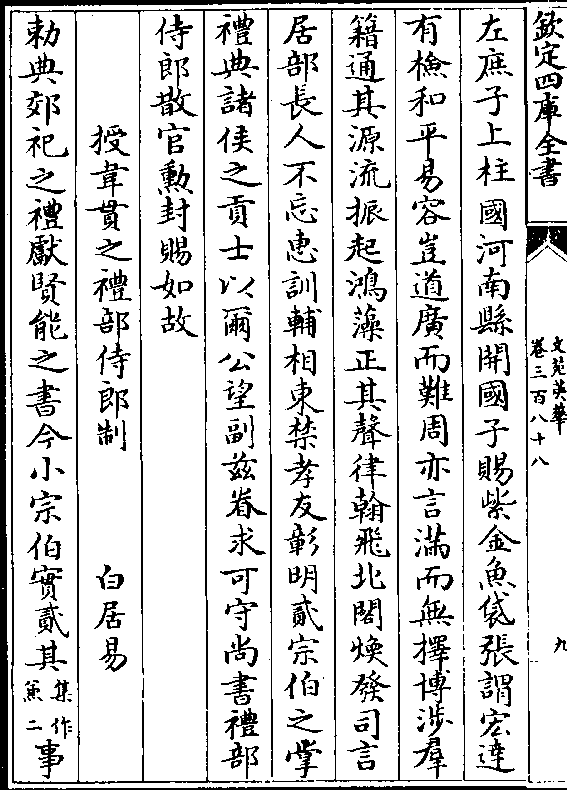 欽定四庫全書
文苑英華
卷三百八十八
九
左庶子上柱國河南縣開國子賜紫金魚袋張謂宏達
有檢和平易容豈道廣而難周亦言滿而無擇博涉羣
籍通其源流振起鴻藻正其聲律翰飛北閣煥發司言
居部長人不忘惠訓輔相東禁孝友彰明貳宗伯之掌
禮典諸侯之貢士以爾公望副兹眷求可守尚書禮部
侍郎散官勲封賜如故
授韋貫之禮部侍郎制 白居易
勅典郊祀之禮獻賢能之書今小宗伯實貳其集作兼二事